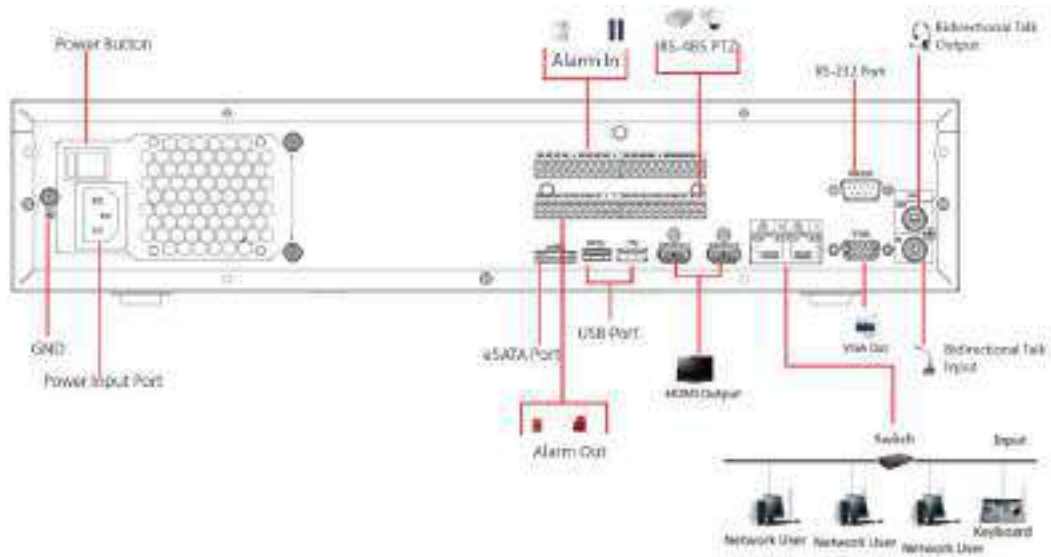 Power Button
Alarm In
RS-485 PTZ
Bidirectional Talk
Output
RS-232 Port
GND
Power Input Port
eSATA Port
USB Port
HDMI Output
VGA Out
Bidirectional Talk
Input
Alarm Out
Switch
Input
Network User
Network User
Network User
Keyboard